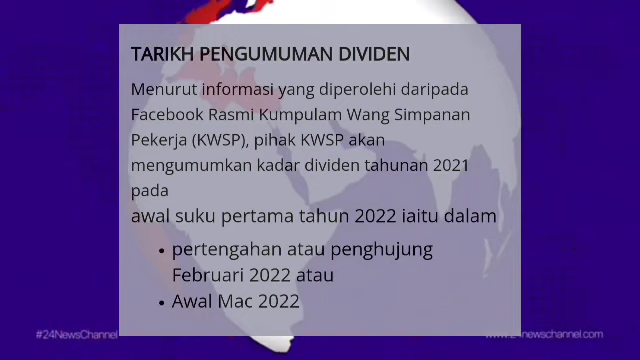 TARIKH PENGUMUMAN DIVIDEN
Menurut informasi yang diperolehi daripada
Facebook Rasmi Kumpulam Wang Simpanan
Pekerja (KWSP), pihak KWSP akan
mengumumkan kadar dividen tahunan 2021
pada
awal suku pertama tahun 2022 iaitu dalam
• pertengahan atau penghujung
Februari 2022 atau
• Awal Mac 2022
#24NewsChannel
www.24newschannel.com